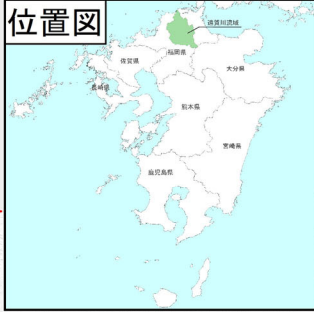 位置図
遠賀川流域
福岡県
佐賀県
大分県
長崎県
熊本県
宮崎県
鹿児島県